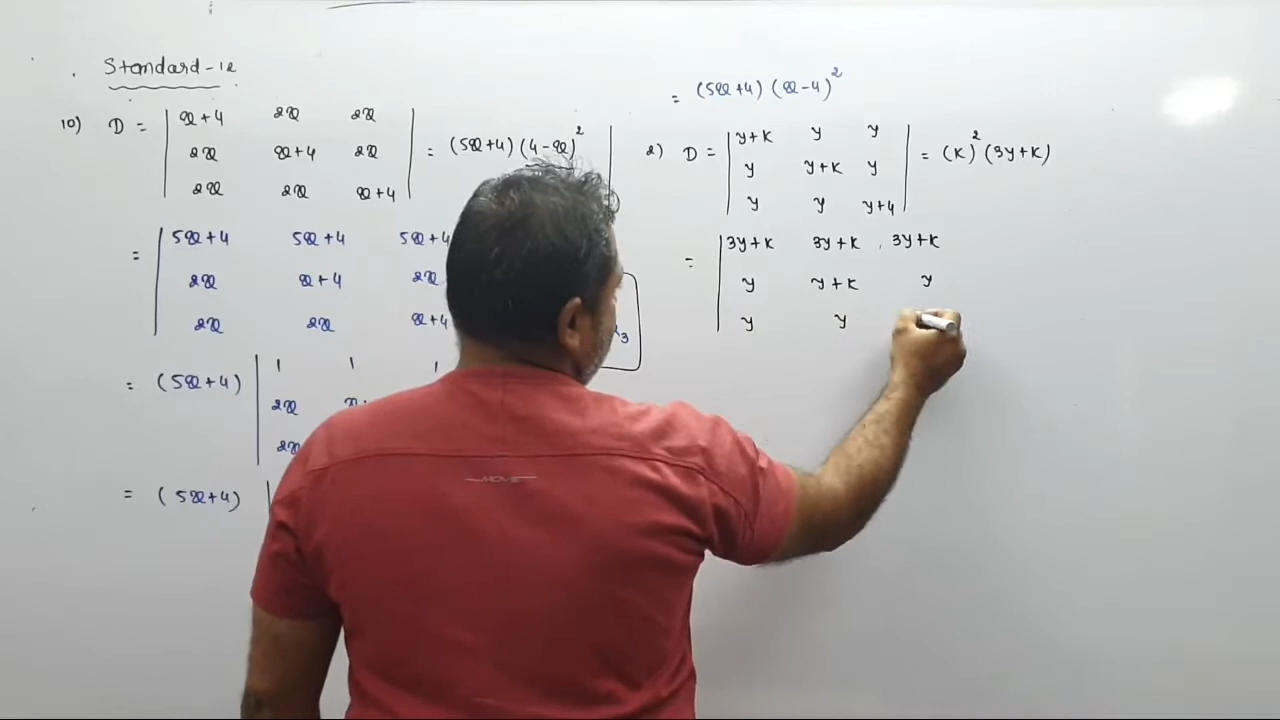 Standard-12
10) D = | x+4 2x 2x |
| 2x x+4 2x | = (5x+4) (4-x)²
| 2x 2x x+4 |
= | 5x+4 5x+4 5x+4
| 2x x+4 2x
| 2x 2x x+4
= (5x+4) | 1 1 1
| 2x
| 2x
= (5x+4) |
3
= (5x+4) (x-4)²
2) D = | y+k y y |
| y y+k y | = (k)² (3y+k)
| y y y+4 |
= | 3y+k 3y+k 3y+k
| y y+k y
| y y
MOVE